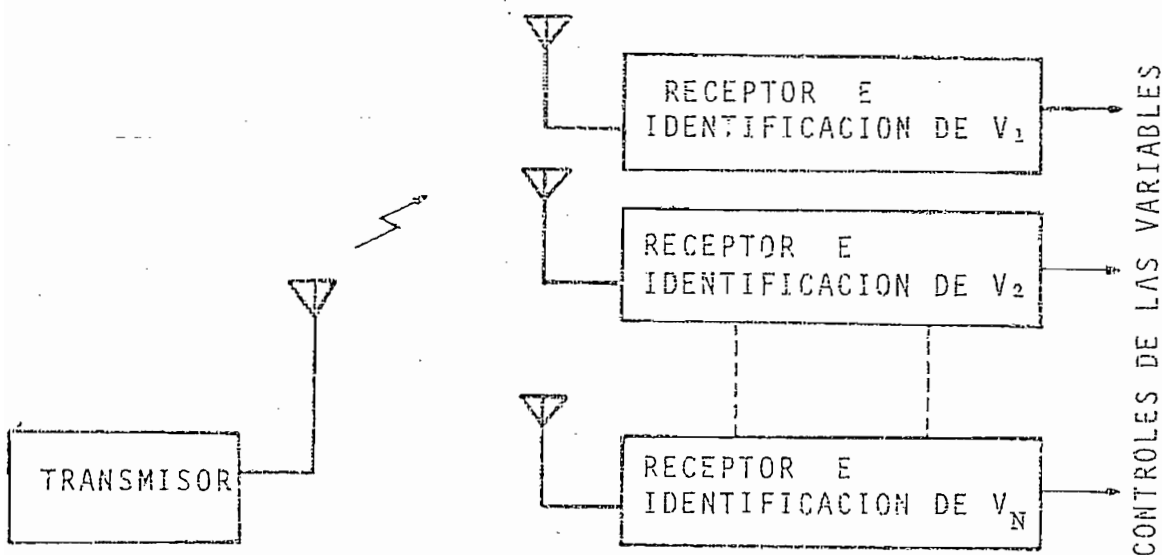 RECEPTOR E
IDENTIFICACION DE V₁
RECEPTOR E
IDENTIFICACION DE V₂
RECEPTOR E
IDENTIFICACION DE V_N
TRANSMISOR
CONTROLES DE LAS VARIABLES